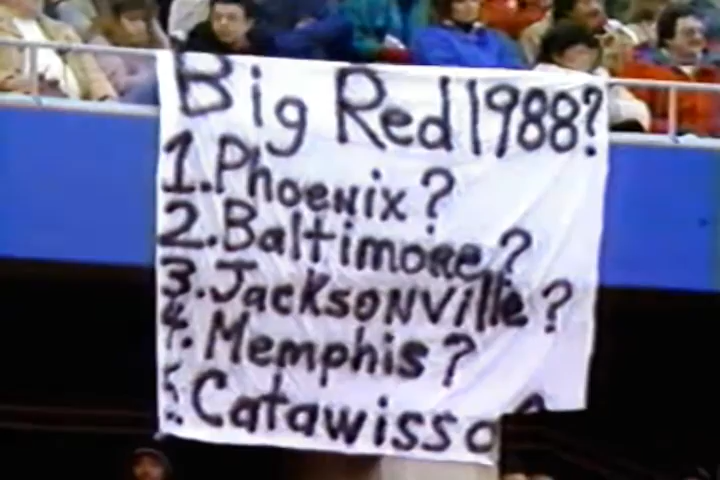 Big Red 1988?
1. Phoenix?
2. Baltimore?
3. Jacksonville?
4. Memphis?
5. Catawissa